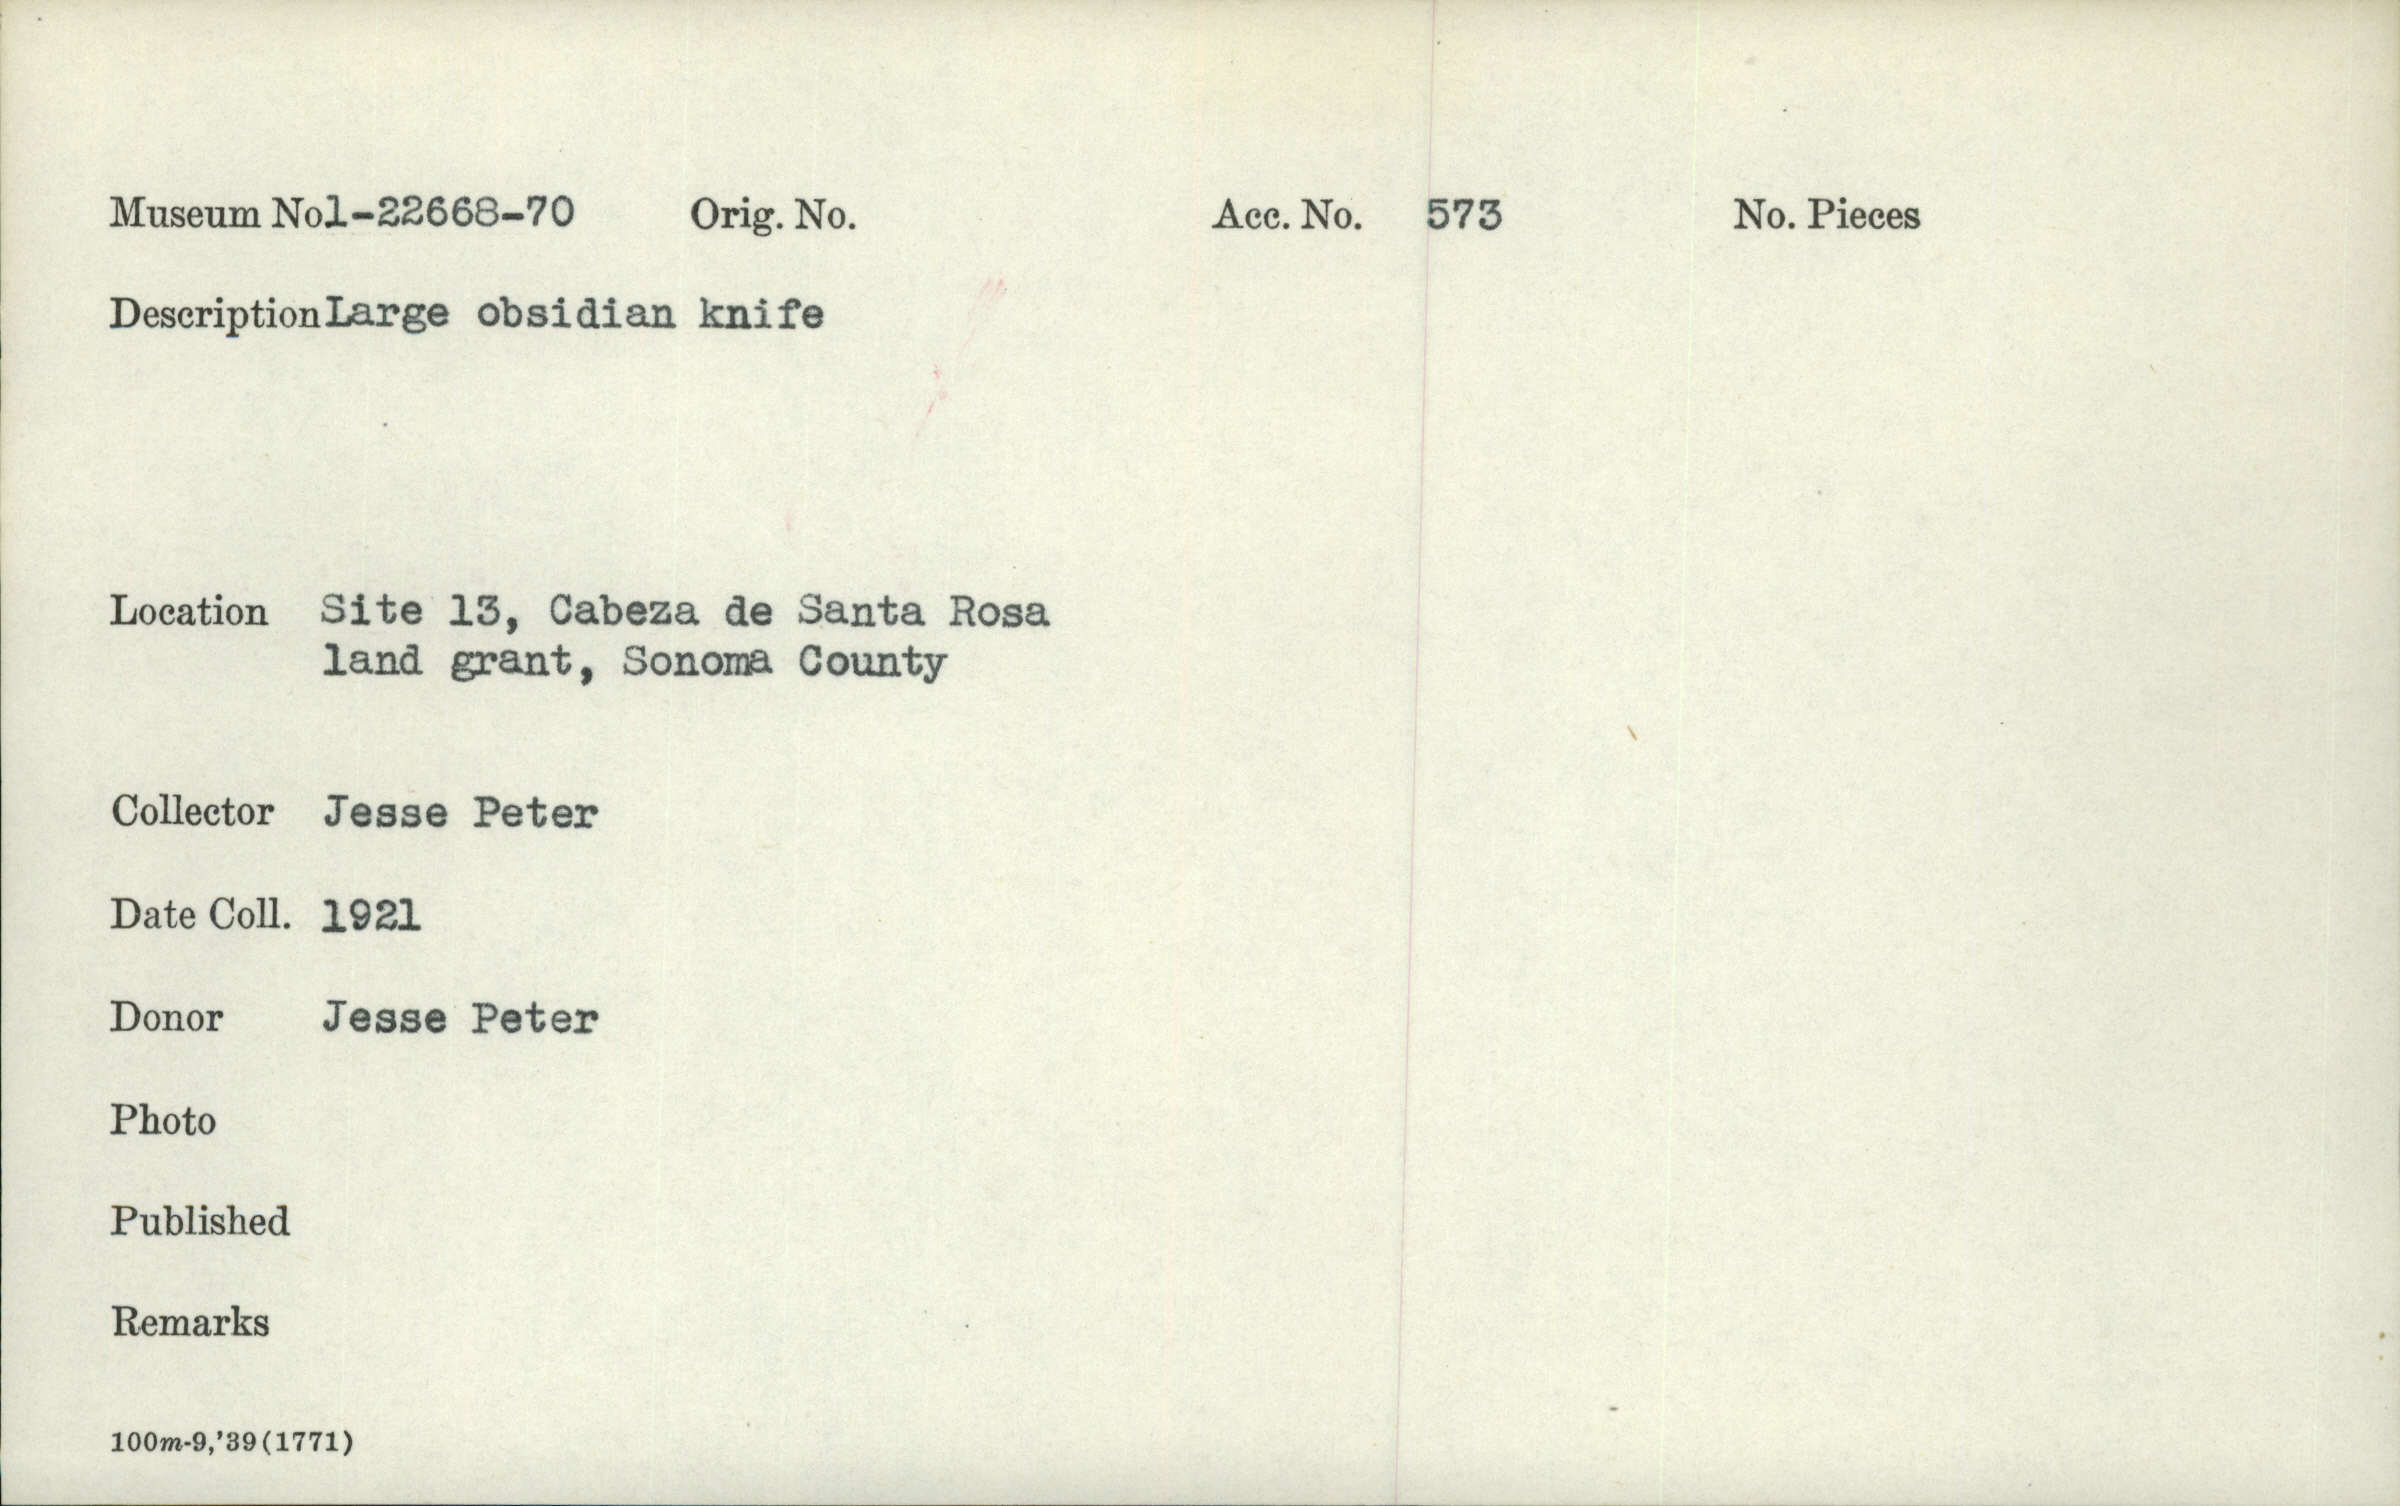 Museum No1-22668-70 Orig. No. Acc. No. 573 No. Pieces
Description Large obsidian knife
Location Site 13, Cabeza de Santa Rosa
land grant, Sonoma County
Collector Jesse Peter
Date Coll. 1921
Donor Jesse Peter
Photo
Published
Remarks
100m-9,'39(1771)